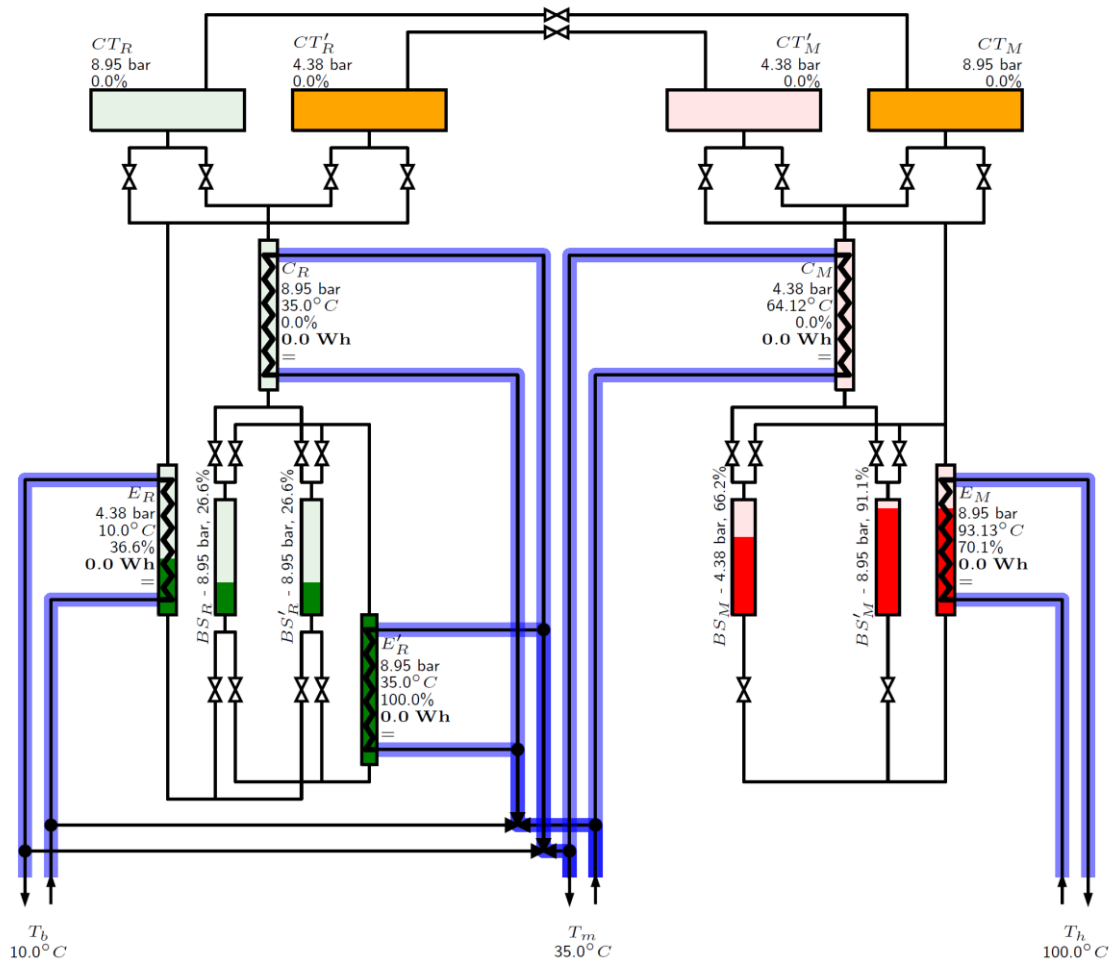 CT_R
8.95 bar
0.0%
CT'_R
4.38 bar
0.0%
CT'_M
4.38 bar
0.0%
CT_M
8.95 bar
0.0%
C_R
8.95 bar
35.0°C
0.0%
0.0 Wh
=
C_M
4.38 bar
64.12°C
0.0%
0.0 Wh
=
E_R
4.38 bar
10.0°C
36.6%
0.0 Wh
=
BS_R - 8.95 bar, 26.6%
BS'_R - 8.95 bar, 26.6%
E'_R
8.95 bar
35.0°C
100.0%
0.0 Wh
=
BS_M - 4.38 bar, 66.2%
BS'_M - 8.95 bar, 91.1%
E_M
8.95 bar
93.13°C
70.1%
0.0 Wh
=
T_b
10.0°C
T_m
35.0°C
T_h
100.0°C